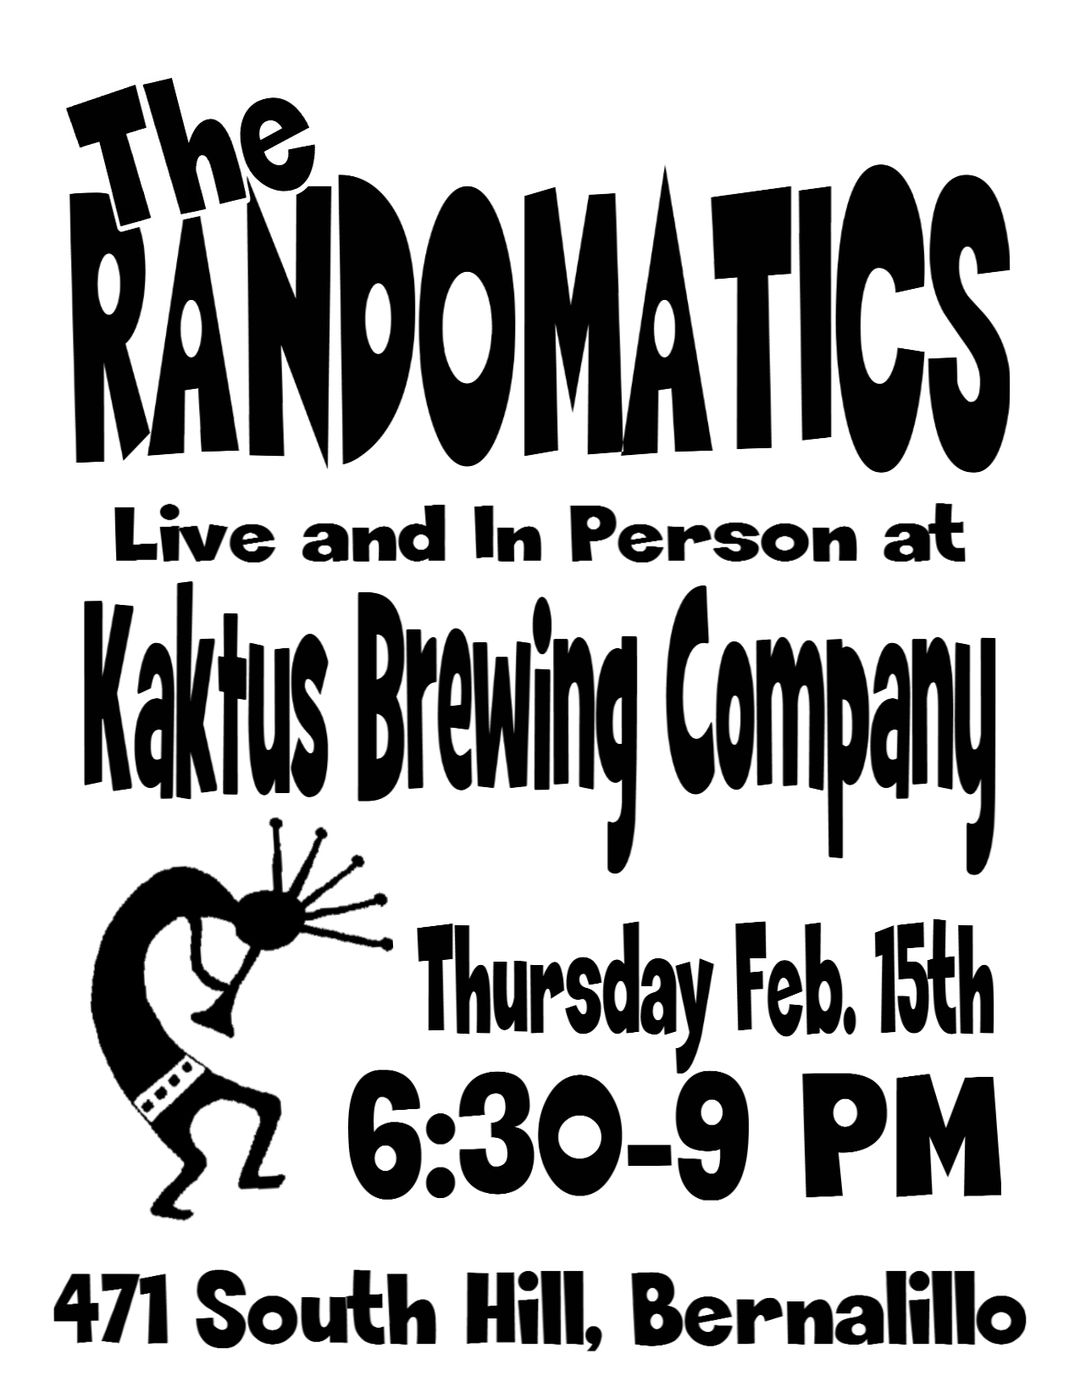 The
RANDOMATICS
Live and In Person at
Kaktus Brewing Company
Thursday Feb. 15th
6:30-9 PM
471 South Hill, Bernalillo